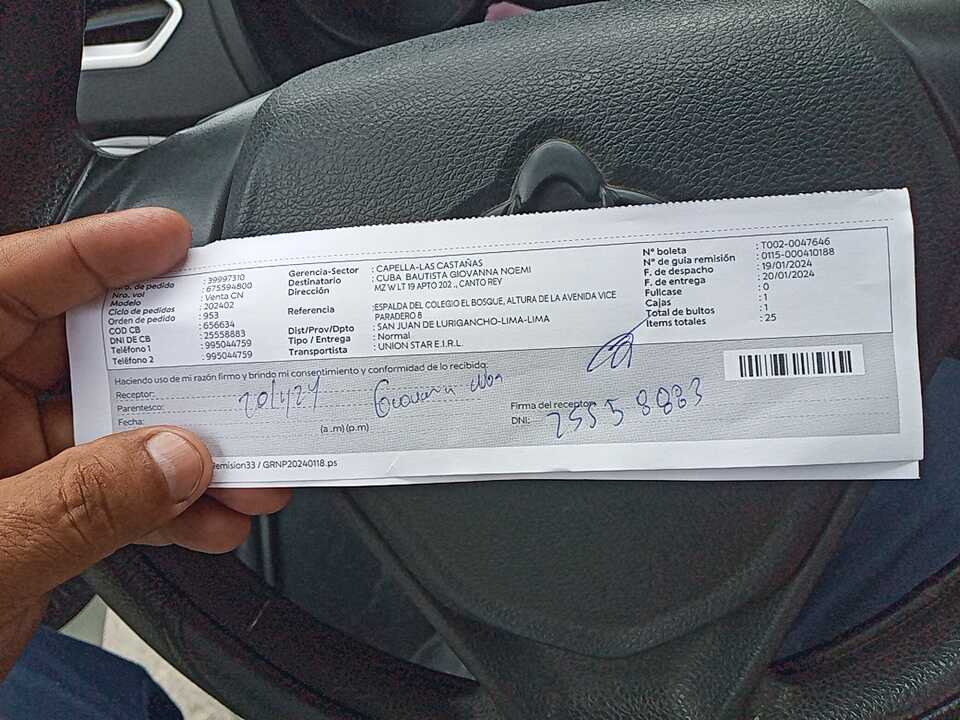 Nro. de pedido : 39997310
Nro. vol : 675594800
Modelo : Venta CN
Ciclo de pedidos : 202402
Orden de pedido : 953
COD CB : 656634
DNI DE CB : 25558883
Teléfono 1 : 995044759
Teléfono 2 : 995044759
Gerencia-Sector : CAPELLA-LAS CASTAÑAS
Destinatario : CUBA BAUTISTA GIOVANNA NOEMI
Dirección MZ W LT 19 APTO 202 ., CANTO REY
Referencia : ESPALDA DEL COLEGIO EL BOSQUE, ALTURA DE LA AVENIDA VICE
PARADERO 8
Dist/Prov/Dpto : SAN JUAN DE LURIGANCHO-LIMA-LIMA
Tipo / Entrega : Normal
Transportista : UNION STAR E.I.R.L.
N° boleta : T002-0047646
N° de guía remisión : 0115-000410188
F. de despacho : 19/01/2024
F. de entrega : 20/01/2024
Fullcase : 0
Cajas : 1
Total de bultos : 1
Items totales : 25
Haciendo uso de mi razón firmo y brindo mi consentimiento y conformidad de lo recibido:
Receptor:
Parentesco: 20/1/24
Fecha:
(a.m)(p.m)
Firma del receptor
DNI: 25558883
emision33 / GRNP20240118.ps